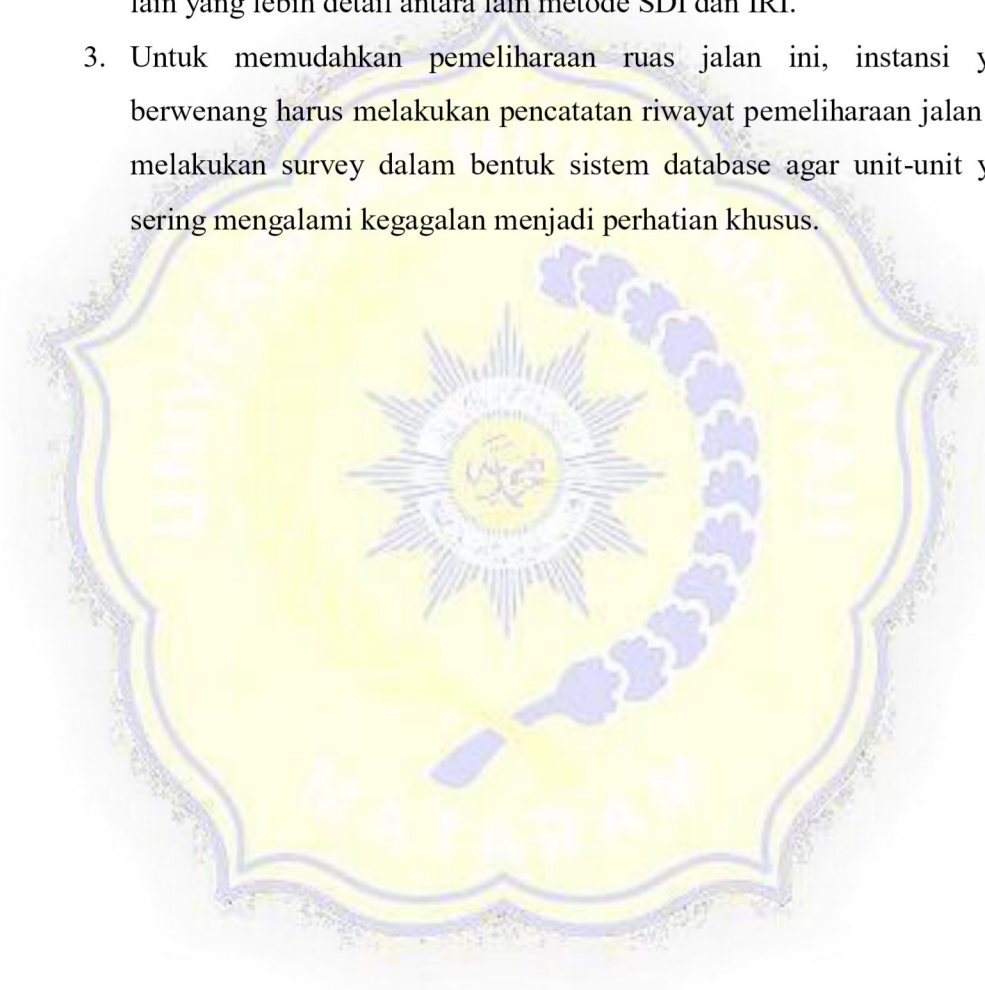 lain yang lebih detail antara lain metode SDI dan IRI.
3. Untuk memudahkan pemeliharaan ruas jalan ini, instansi y
berwenang harus melakukan pencatatan riwayat pemeliharaan jalan
melakukan survey dalam bentuk sistem database agar unit-unit y
sering mengalami kegagalan menjadi perhatian khusus.
MATARAM